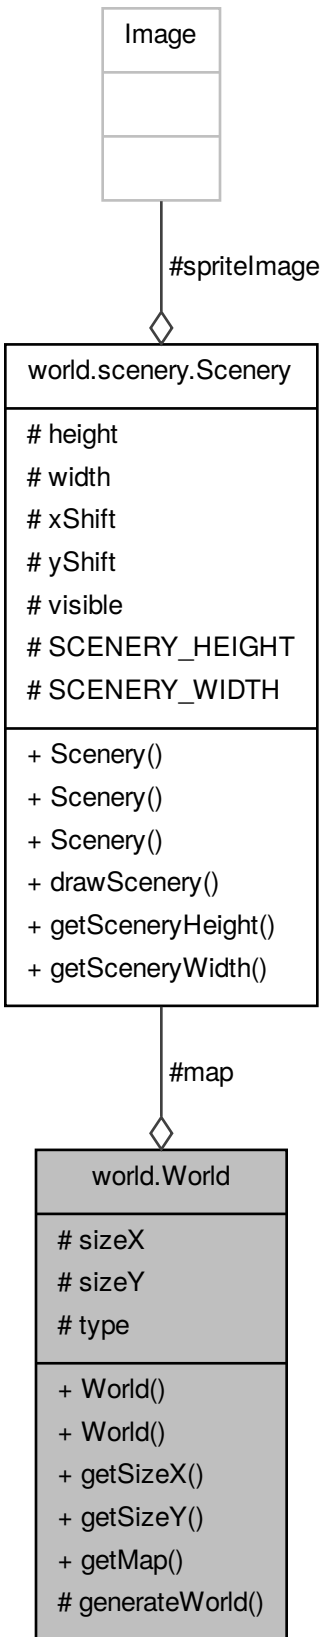 Image
#spriteImage
world.scenery.Scenery
# height
# width
# xShift
# yShift
# visible
# SCENERY_HEIGHT
# SCENERY_WIDTH
+ Scenery()
+ Scenery()
+ Scenery()
+ drawScenery()
+ getSceneryHeight()
+ getSceneryWidth()
#map
world.World
# sizeX
# sizeY
# type
+ World()
+ World()
+ getSizeX()
+ getSizeY()
+ getMap()
# generateWorld()